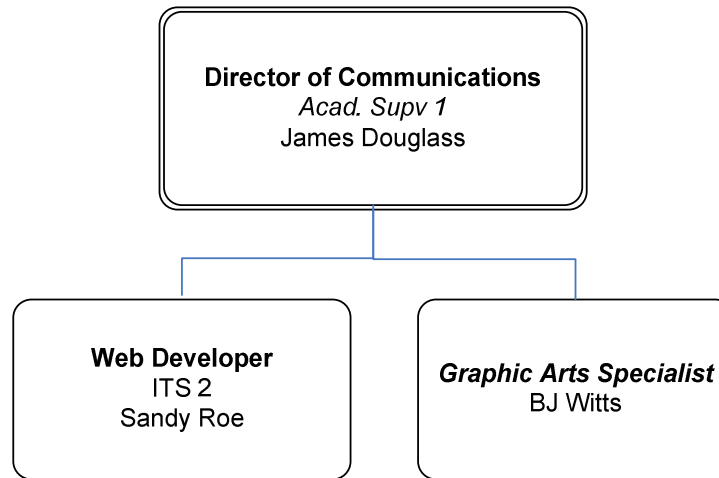 Director of Communications
Acad. Supv 1
James Douglass
Web Developer
ITS 2
Sandy Roe
Graphic Arts Specialist
BJ Witts